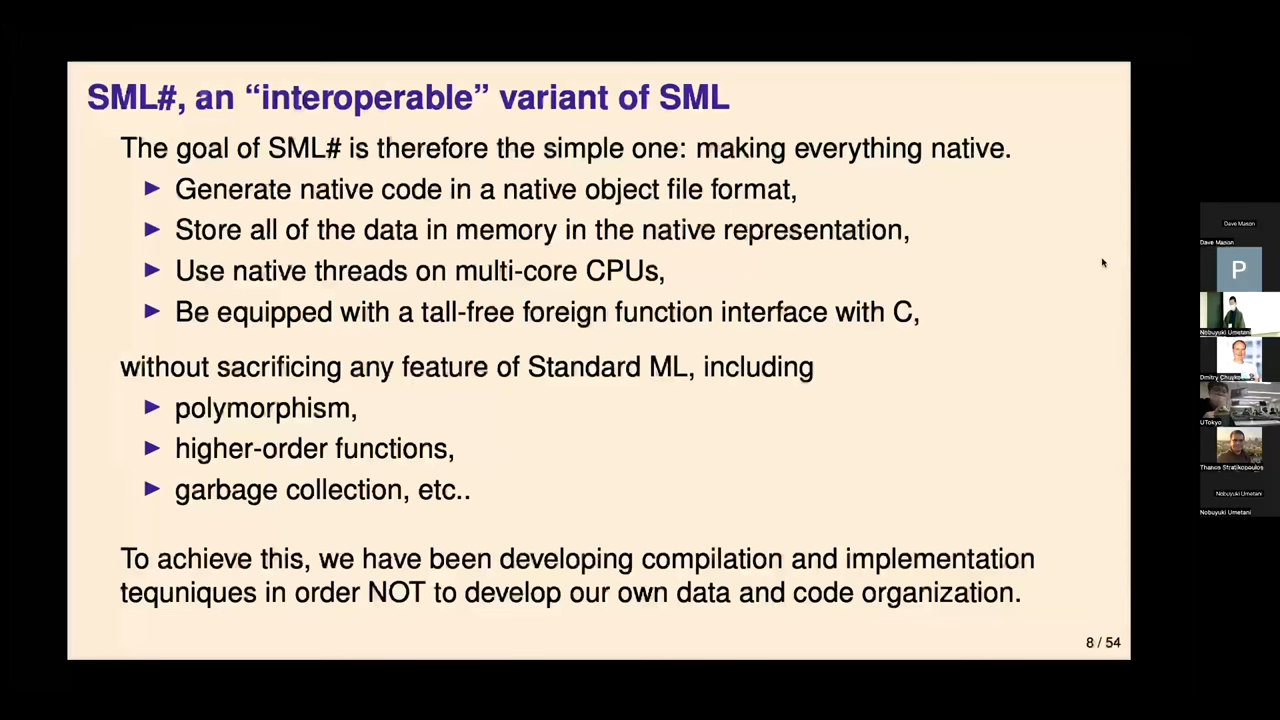 SML#, an “interoperable” variant of SML
The goal of SML# is therefore the simple one: making everything native.
Generate native code in a native object file format,
Store all of the data in memory in the native representation,
Use native threads on multi-core CPUs,
Be equipped with a tall-free foreign function interface with C,
without sacrificing any feature of Standard ML, including
polymorphism,
higher-order functions,
garbage collection, etc..
To achieve this, we have been developing compilation and implementation
tequniques in order NOT to develop our own data and code organization.
8 / 54
Dave Mason
Dave Mason
P
Nobuyuki Umetani
Dmitry
UTokyo
Thanos Stratikopoulos
Nobuyuki Umetani
Nobuyuki Umetani